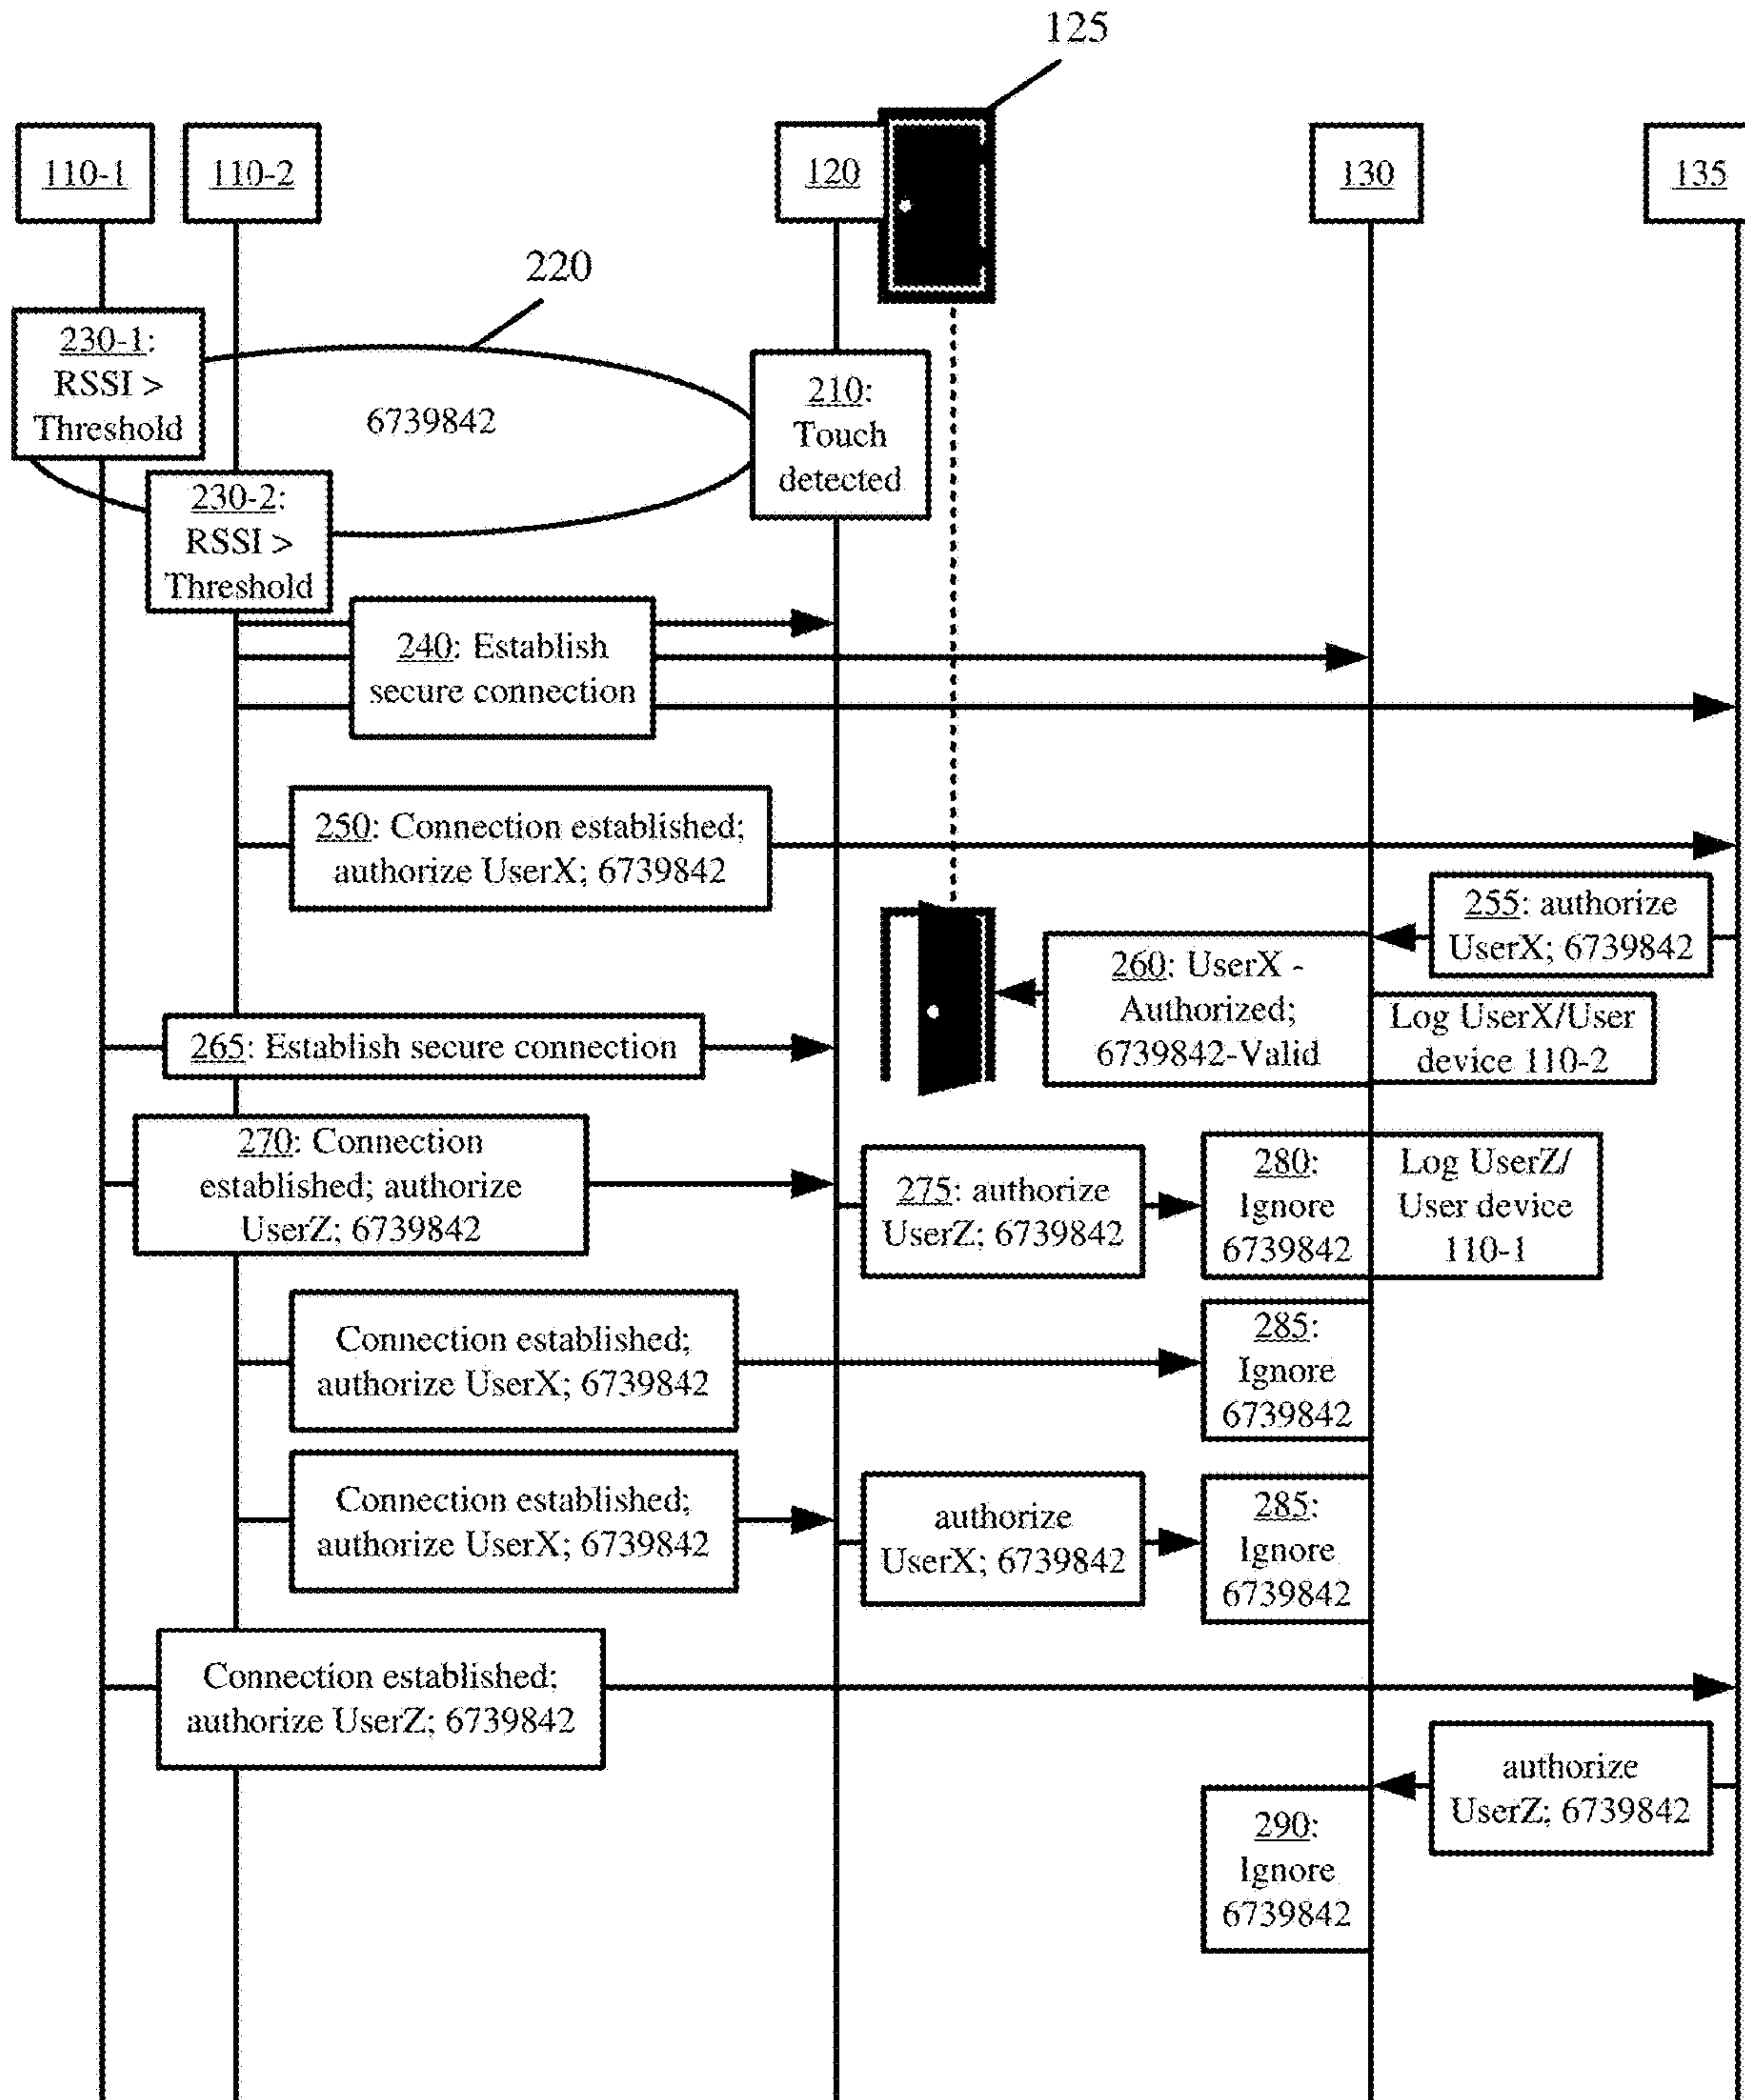 125
110-1
110-2
120
130
135
220
230-1:
RSSI >
Threshold
6739842
210:
Touch
detected
230-2:
RSSI >
Threshold
240: Establish
secure connection
250: Connection established;
authorize UserX; 6739842
255: authorize
UserX; 6739842
260: UserX -
Authorized;
6739842-Valid
Log UserX/User
device 110-2
265: Establish secure connection
270: Connection
established; authorize
UserZ; 6739842
275: authorize
UserZ; 6739842
280:
Ignore
6739842
Log UserZ/
User device
110-1
Connection established;
authorize UserX; 6739842
285:
Ignore
6739842
Connection established;
authorize UserX; 6739842
authorize
UserX; 6739842
285:
Ignore
6739842
Connection established;
authorize UserZ; 6739842
authorize
UserZ; 6739842
290:
Ignore
6739842